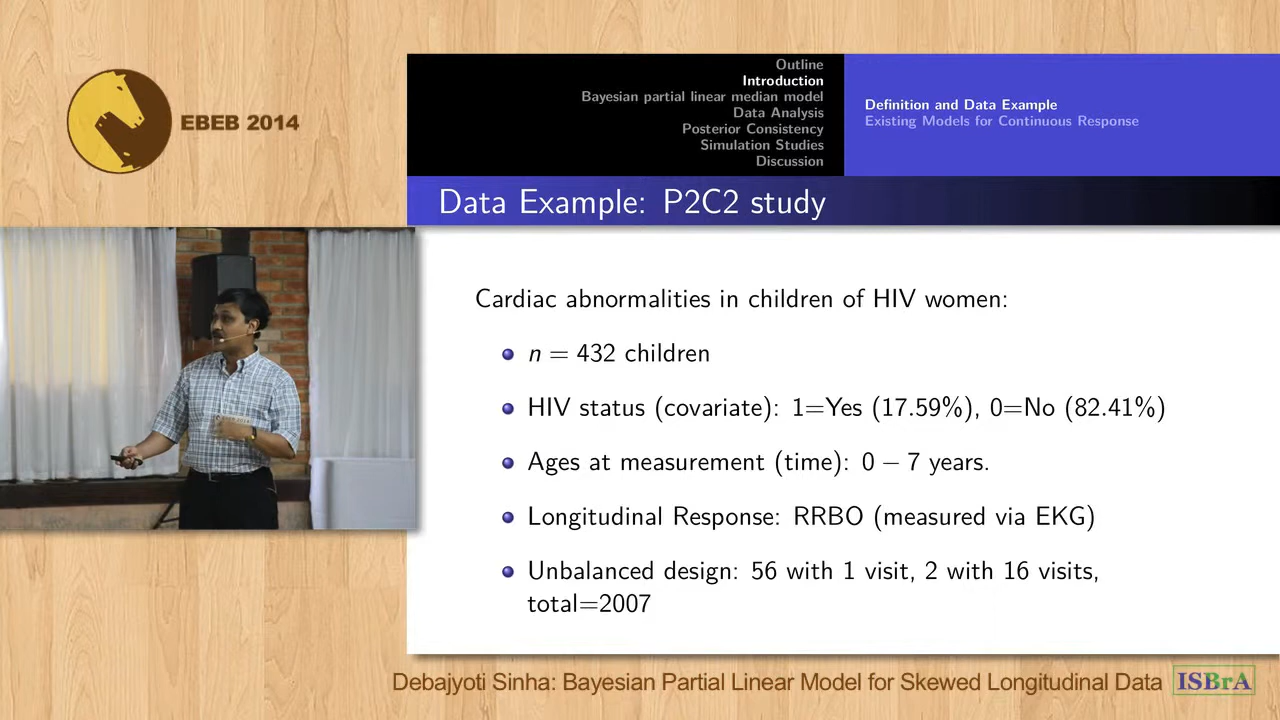 EBEB 2014
Outline
Introduction
Bayesian partial linear median model
Data Analysis
Posterior Consistency
Simulation Studies
Discussion
Definition and Data Example
Existing Models for Continuous Response
Data Example: P2C2 study
Cardiac abnormalities in children of HIV women:
n = 432 children
HIV status (covariate): 1=Yes (17.59%), 0=No (82.41%)
Ages at measurement (time): 0 − 7 years.
Longitudinal Response: RRBO (measured via EKG)
Unbalanced design: 56 with 1 visit, 2 with 16 visits,
total=2007
Debajyoti Sinha: Bayesian Partial Linear Model for Skewed Longitudinal Data ISBrA